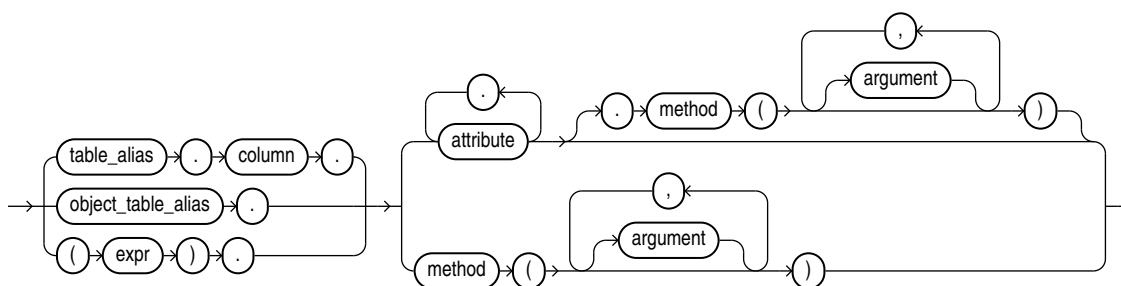 ,
argument
.
. method ( )
attribute
table_alias . column .
,
object_table_alias .
argument
( expr ) .
method ( )